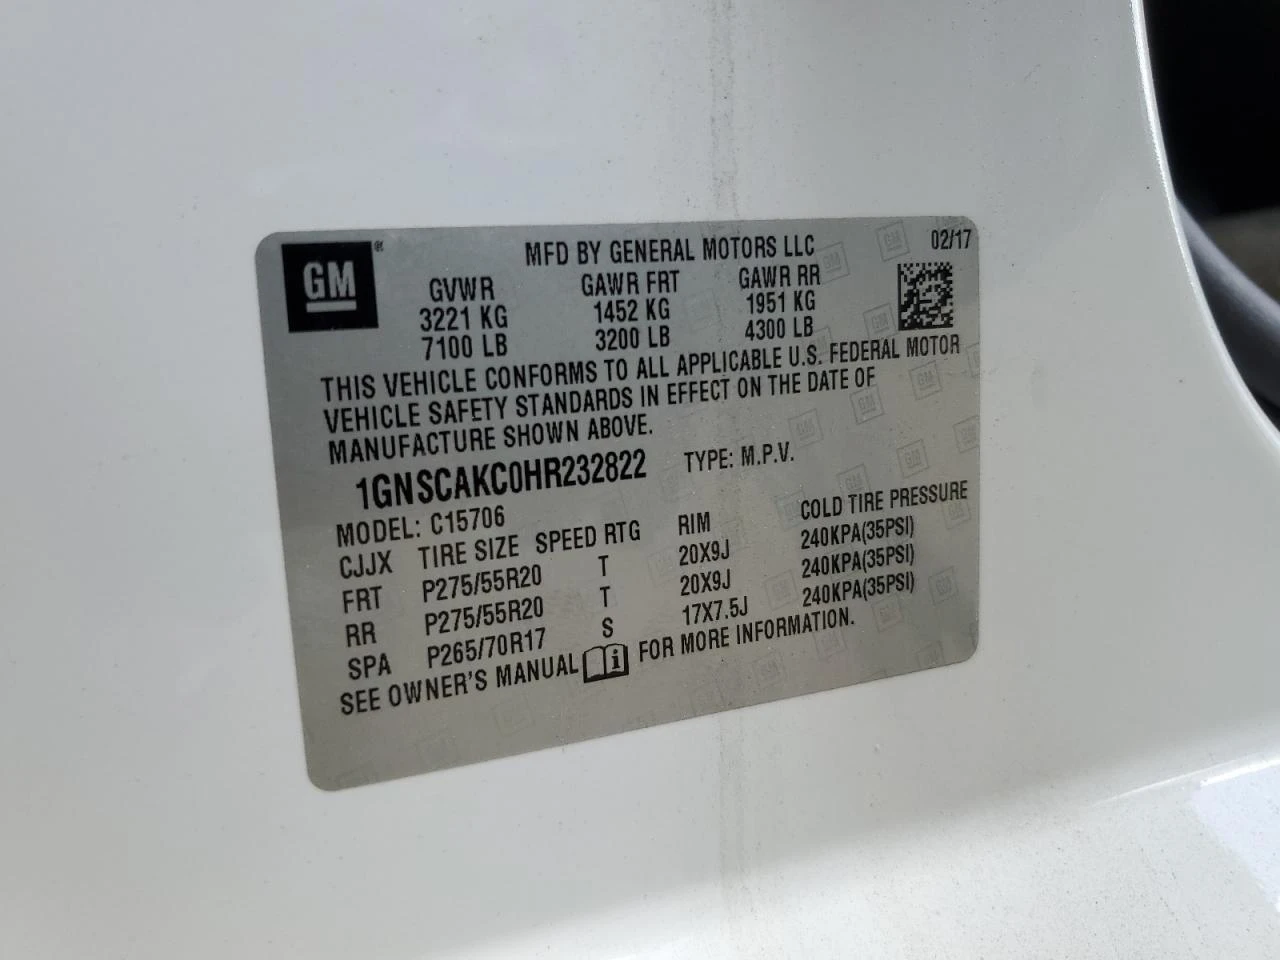 GM®
MFD BY GENERAL MOTORS LLC 02/17
GVWR GAWR FRT GAWR RR
3221 KG 1452 KG 1951 KG
7100 LB 3200 LB 4300 LB
THIS VEHICLE CONFORMS TO ALL APPLICABLE U.S. FEDERAL MOTOR
VEHICLE SAFETY STANDARDS IN EFFECT ON THE DATE OF
MANUFACTURE SHOWN ABOVE.
1GNSCAKC0HR232822 TYPE: M.P.V.
MODEL: C15706
CJJX TIRE SIZE SPEED RTG RIM COLD TIRE PRESSURE
FRT P275/55R20 T 20X9J 240KPA(35PSI)
RR P275/55R20 T 20X9J 240KPA(35PSI)
SPA P265/70R17 S 17X7.5J 240KPA(35PSI)
SEE OWNER'S MANUAL i FOR MORE INFORMATION.